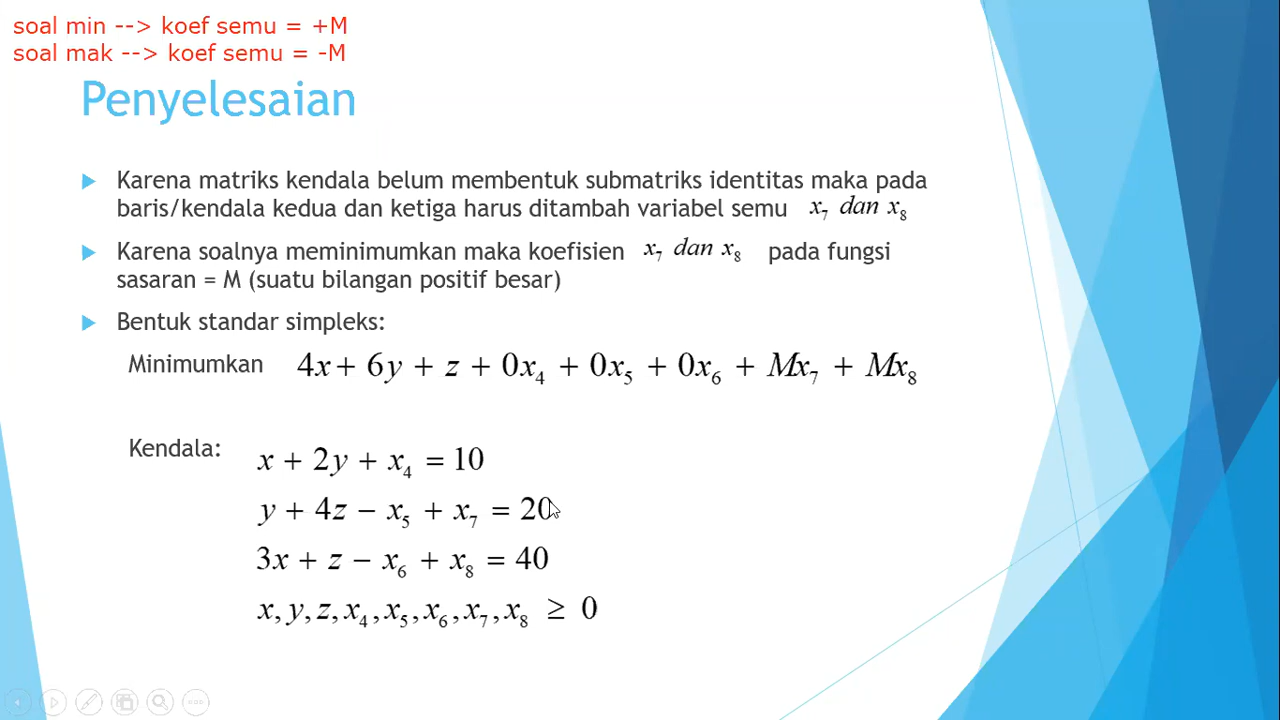 soal min --> koef semu = +M
soal mak --> koef semu = -M
Penyelesaian
Karena matriks kendala belum membentuk submatriks identitas maka pada
baris/kendala kedua dan ketiga harus ditambah variabel semu x₇ dan x₈
Karena soalnya meminimumkan maka koefisien x₇ dan x₈ pada fungsi
sasaran = M (suatu bilangan positif besar)
Bentuk standar simpleks:
Minimumkan 4x + 6y + z + 0x₄ + 0x₅ + 0x₆ + Mx₇ + Mx₈
Kendala:
x + 2y + x₄ = 10
y + 4z − x₅ + x₇ = 20
3x + z − x₆ + x₈ = 40
x, y, z, x₄, x₅, x₆, x₇, x₈ ≥ 0